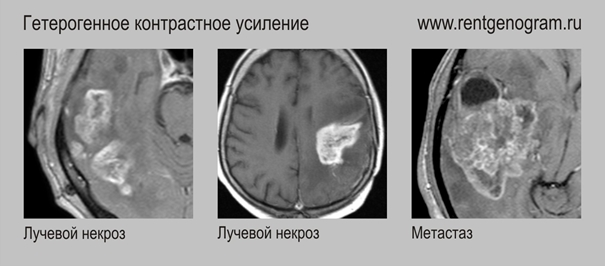 Гетерогенное контрастное усиление
www.rentgenogram.ru
Лучевой некроз
Лучевой некроз
Метастаз